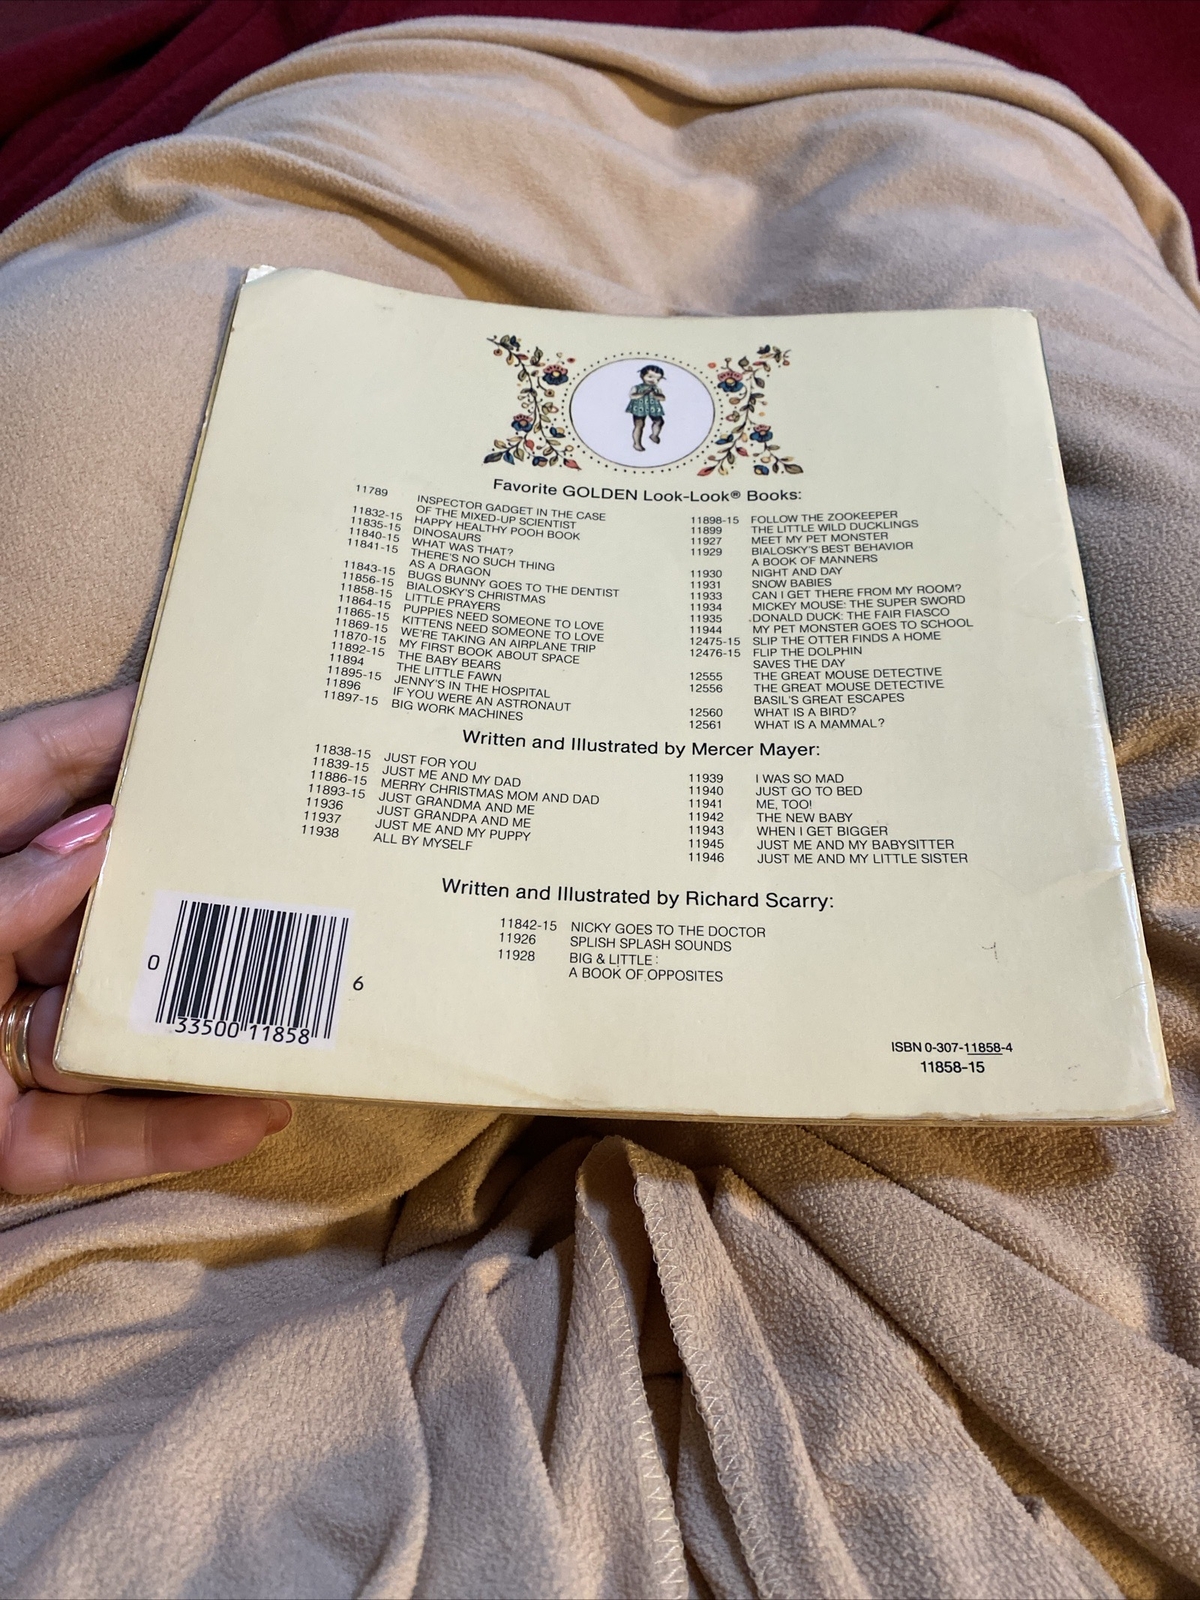 Favorite GOLDEN Look-Look® Books:
11789 INSPECTOR GADGET IN THE CASE
OF THE MIXED-UP SCIENTIST
11832-15 HAPPY HEALTHY POOH BOOK
11835-15 DINOSAURS
11840-15 WHAT WAS THAT?
11841-15 THERE'S NO SUCH THING
AS A DRAGON
11843-15 BUGS BUNNY GOES TO THE DENTIST
11856-15 BIALOSKY'S CHRISTMAS
11858-15 LITTLE PRAYERS
11864-15 PUPPIES NEED SOMEONE TO LOVE
11865-15 KITTENS NEED SOMEONE TO LOVE
11869-15 WE'RE TAKING AN AIRPLANE TRIP
11870-15 MY FIRST BOOK ABOUT SPACE
11892-15 THE BABY BEARS
11894 THE LITTLE FAWN
11895-15 JENNY'S IN THE HOSPITAL
11896 IF YOU WERE AN ASTRONAUT
11897-15 BIG WORK MACHINES
11898-15 FOLLOW THE ZOOKEEPER
11899 THE LITTLE WILD DUCKLINGS
11927 MEET MY PET MONSTER
11929 BIALOSKY'S BEST BEHAVIOR
A BOOK OF MANNERS
11930 NIGHT AND DAY
11931 SNOW BABIES
11933 CAN I GET THERE FROM MY ROOM?
11934 MICKEY MOUSE: THE SUPER SWORD
11935 DONALD DUCK: THE FAIR FIASCO
11944 MY PET MONSTER GOES TO SCHOOL
12475-15 SLIP THE OTTER FINDS A HOME
12476-15 FLIP THE DOLPHIN
SAVES THE DAY
12555 THE GREAT MOUSE DETECTIVE
12556 THE GREAT MOUSE DETECTIVE
BASIL'S GREAT ESCAPES
12560 WHAT IS A BIRD?
12561 WHAT IS A MAMMAL?
Written and Illustrated by Mercer Mayer:
11838-15 JUST FOR YOU
11839-15 JUST ME AND MY DAD
11886-15 MERRY CHRISTMAS MOM AND DAD
11893-15 JUST GRANDMA AND ME
11936 JUST GRANDPA AND ME
11937 JUST ME AND MY PUPPY
11938 ALL BY MYSELF
11939 I WAS SO MAD
11940 JUST GO TO BED
11941 ME, TOO!
11942 THE NEW BABY
11943 WHEN I GET BIGGER
11945 JUST ME AND MY BABYSITTER
11946 JUST ME AND MY LITTLE SISTER
Written and Illustrated by Richard Scarry:
11842-15 NICKY GOES TO THE DOCTOR
11926 SPLISH SPLASH SOUNDS
11928 BIG & LITTLE:
A BOOK OF OPPOSITES
0 33500 11858 6
ISBN 0-307-11858-4
11858-15